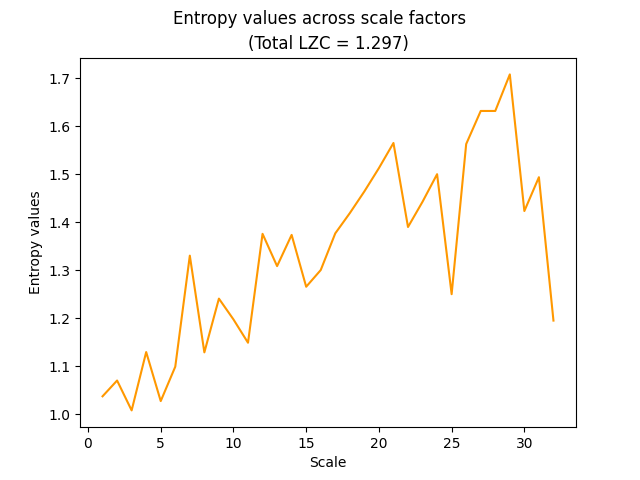 Entropy values across scale factors
(Total LZC = 1.297)
1.7
1.6
1.5
1.4
1.3
1.2
1.1
1.0
Entropy values
0 5 10 15 20 25 30
Scale